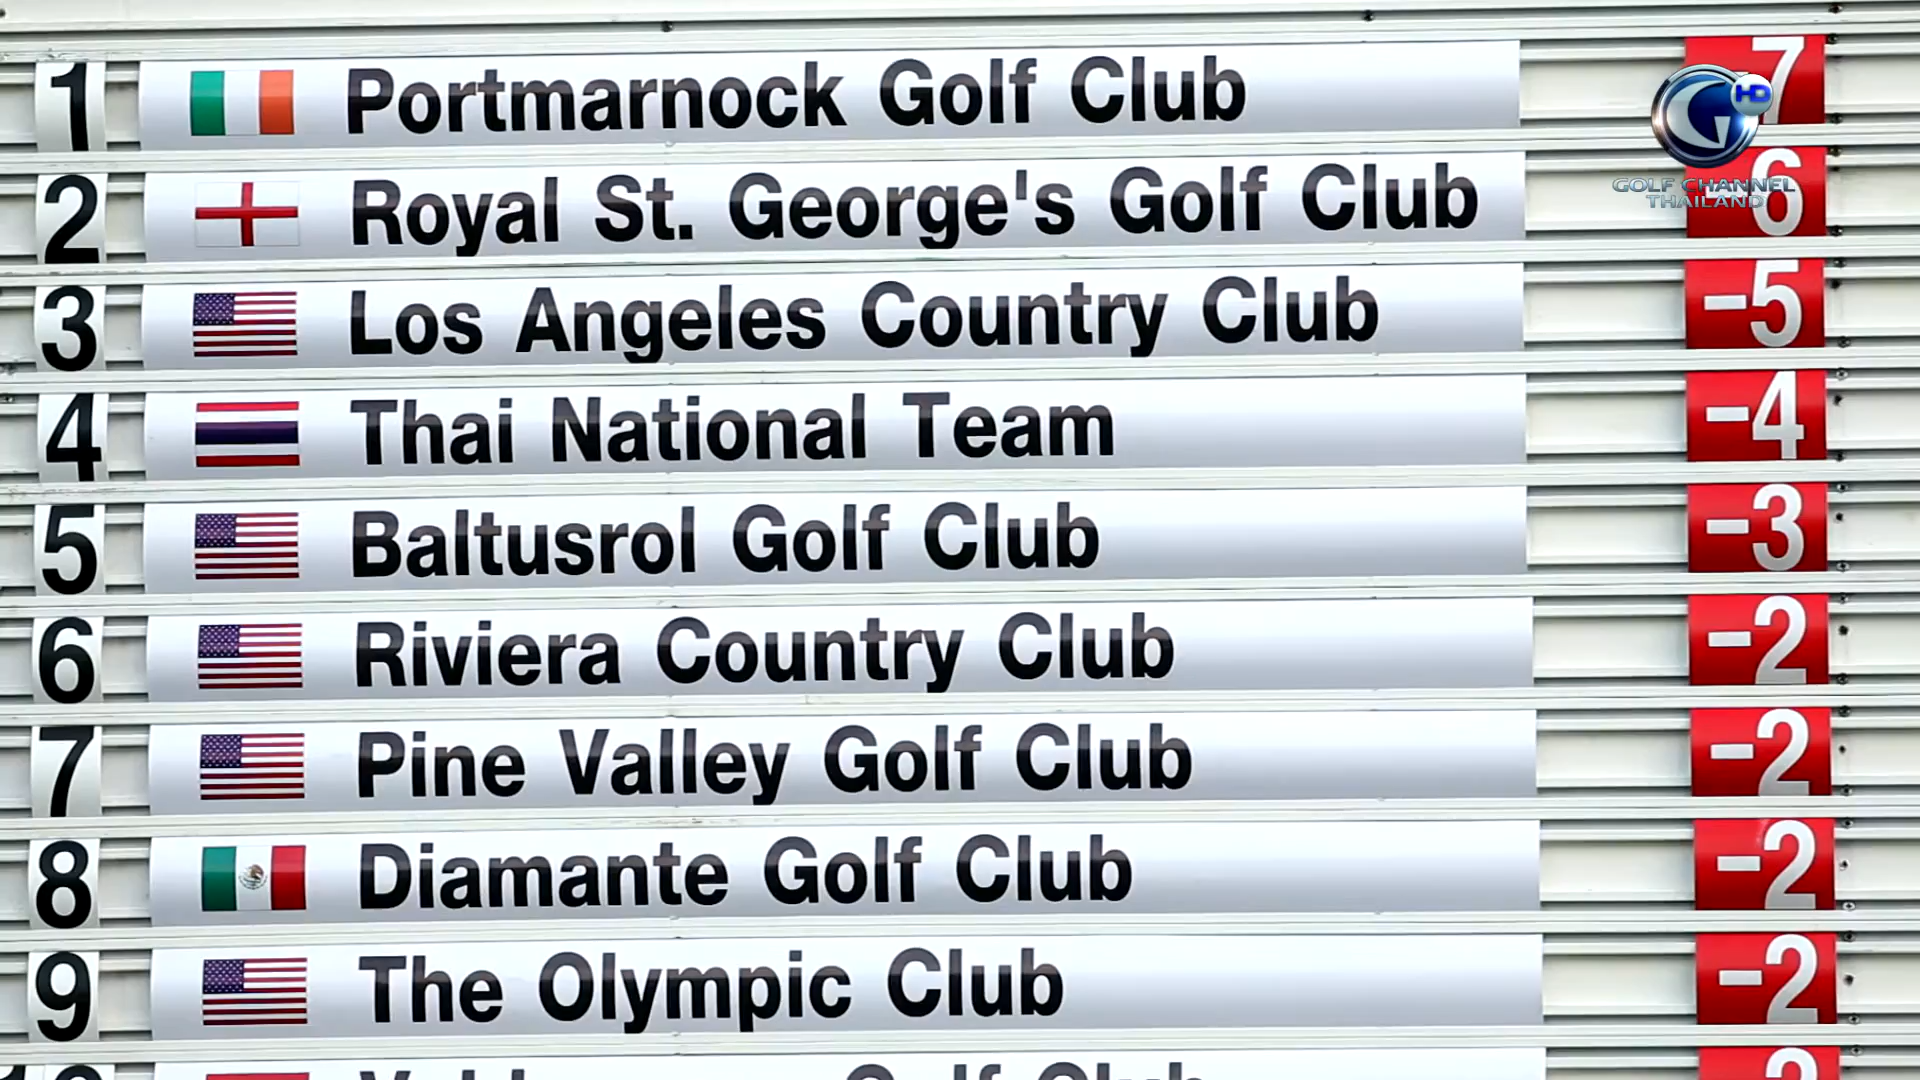 1 Portmarnock Golf Club 7
2 Royal St. George's Golf Club 6
3 Los Angeles Country Club -5
4 Thai National Team -4
5 Baltusrol Golf Club -3
6 Riviera Country Club -2
7 Pine Valley Golf Club -2
8 Diamante Golf Club -2
9 The Olympic Club -2
Golf Club
G HD
GOLF CHANNEL
THAILAND